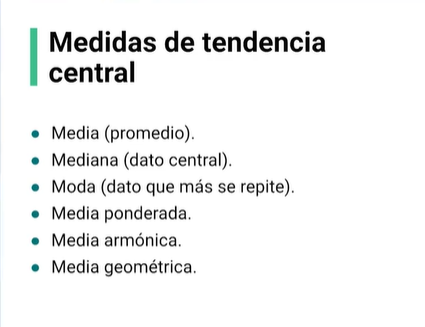 Medidas de tendencia
central
● Media (promedio).
● Mediana (dato central).
● Moda (dato que más se repite).
● Media ponderada.
● Media armónica.
● Media geométrica.